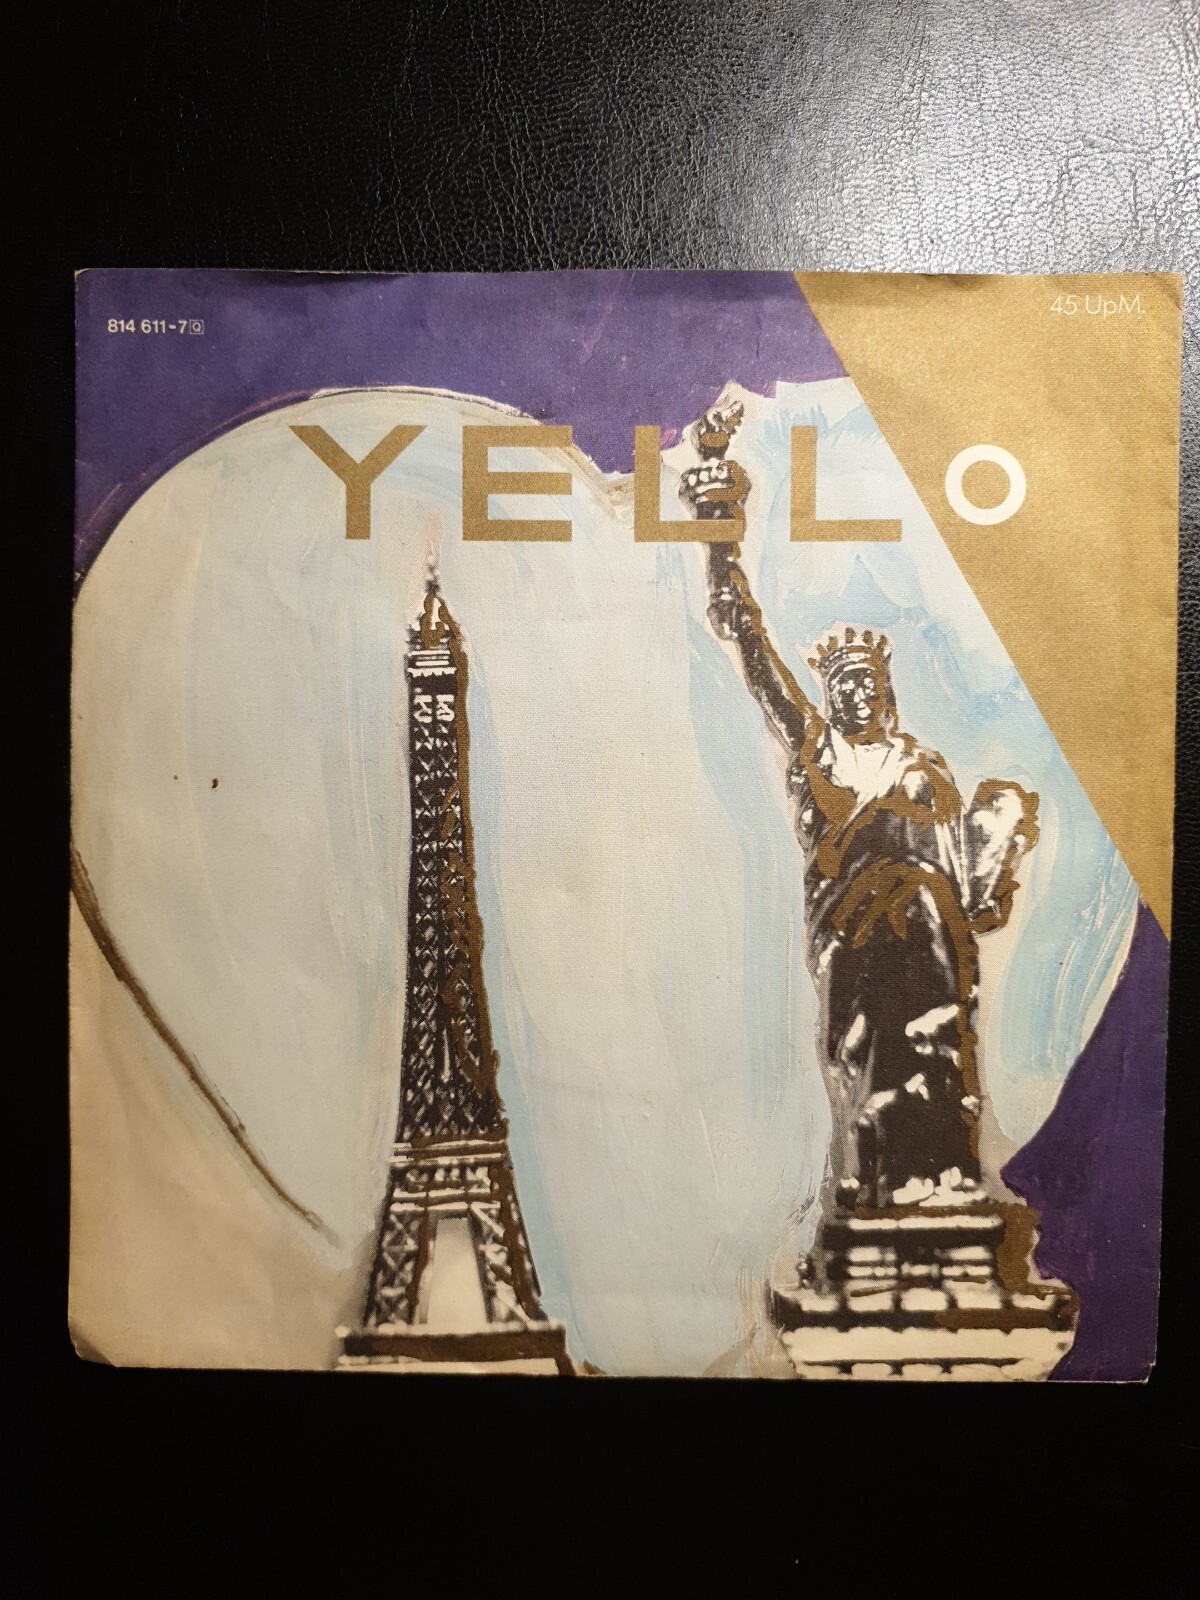 814 611-7 Q
45 UpM.
YELLO